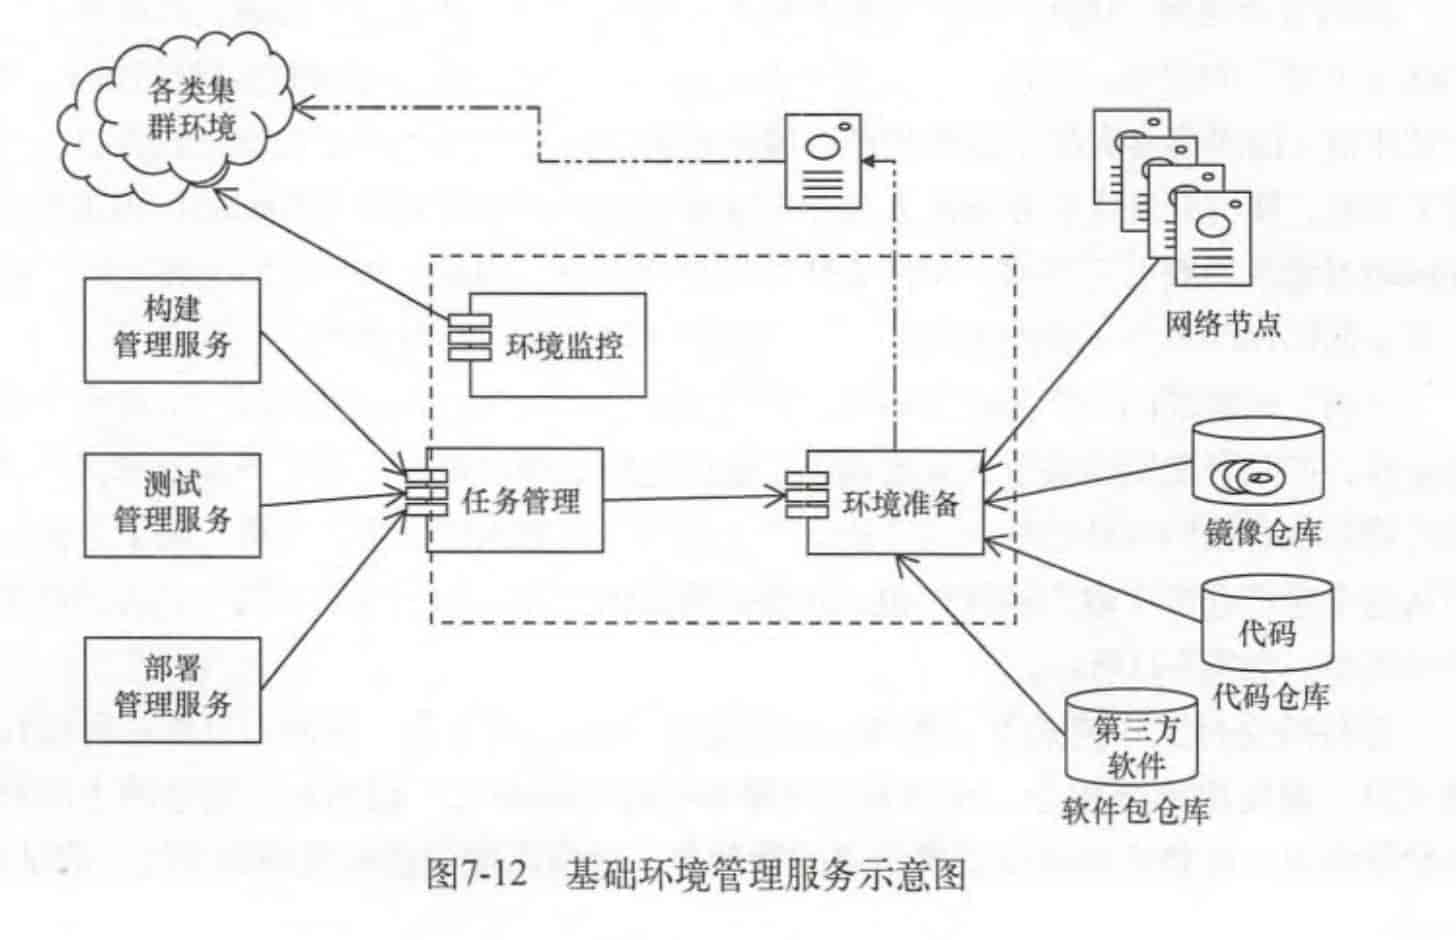 各类集
群环境
网络节点
构建
管理服务
环境监控
测试
管理服务
任务管理
环境准备
镜像仓库
代码
代码仓库
部署
管理服务
第三方
软件
软件包仓库
图7-12 基础环境管理服务示意图